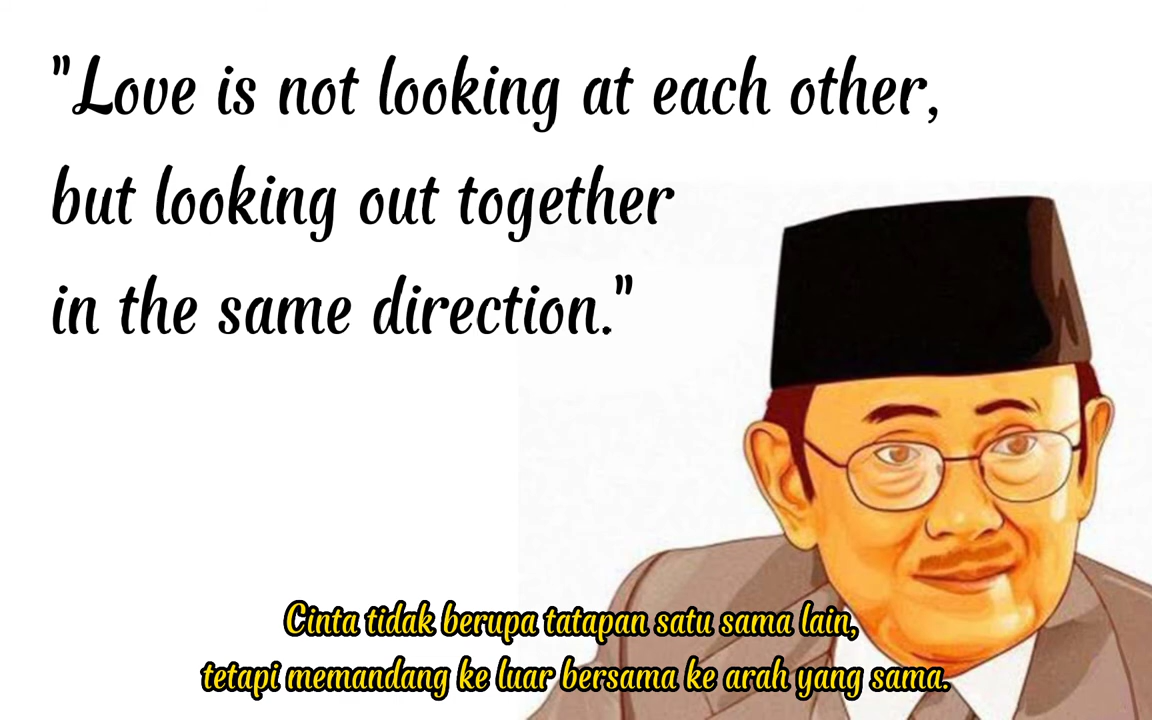 "Love is not looking at each other,
but looking out together
in the same direction."
Cinta tidak berupa tatapan satu sama lain,
tetapi memandang ke luar bersama ke arah yang sama.